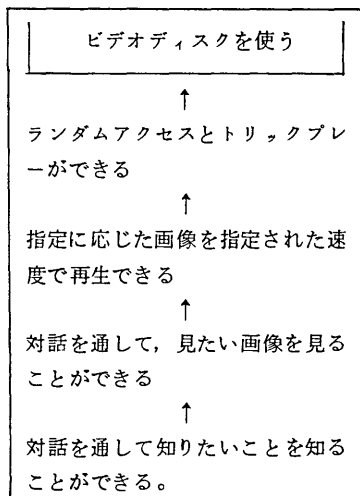 ビデオディスクを使う
↑
ランダムアクセスとトリックプレ
ーができる
↑
指定に応じた画像を指定された速
度で再生できる
↑
対話を通して，見たい画像を見る
ことができる
↑
対話を通して知りたいことを知る
ことができる。